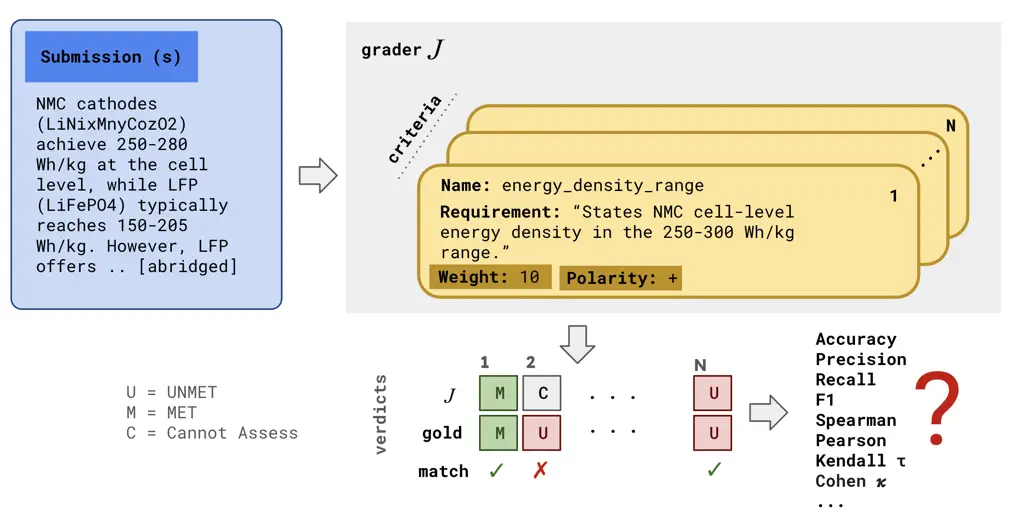 Submission (s)
NMC cathodes
(LiNixMnyCozO2)
achieve 250-280
Wh/kg at the cell
level, while LFP
(LiFePO4) typically
reaches 150-205
Wh/kg. However, LFP
offers .. [abridged]
grader J
criteria
N
...
1
Name: energy_density_range
Requirement: “States NMC cell-level
energy density in the 250-300 Wh/kg
range.”
Weight: 10 Polarity: +
U = UNMET
M = MET
C = Cannot Assess
verdicts
1 2 N
J M C . . . U
gold M U . . . U
match ✓ ✗ ✓
Accuracy
Precision
Recall
F1
Spearman
Pearson
Kendall τ
Cohen κ
...
?